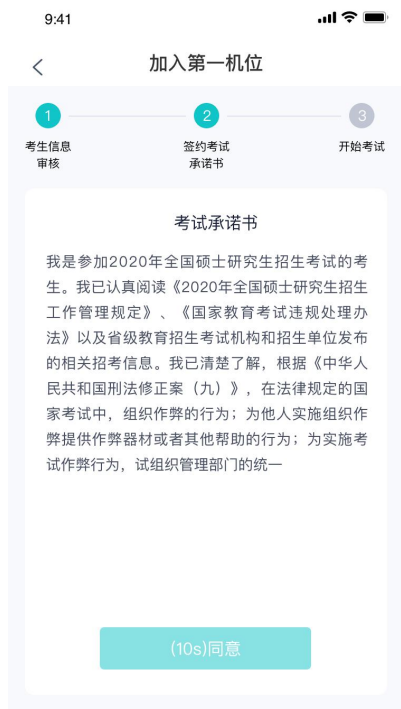 9:41
加入第一机位
1
2
3
考生信息
审核
签约考试
承诺书
开始考试
考试承诺书
我是参加2020年全国硕士研究生招生考试的考
生。我已认真阅读《2020年全国硕士研究生招生
工作管理规定》、《国家教育考试违规处理办
法》以及省级教育招生考试机构和招生单位发布
的相关招考信息。我已清楚了解，根据《中华人
民共和国刑法修正案（九）》，在法律规定的国
家考试中，组织作弊的行为；为他人实施组织作
弊提供作弊器材或者其他帮助的行为；为实施考
试作弊行为，试组织管理部门的统一
(10s)同意